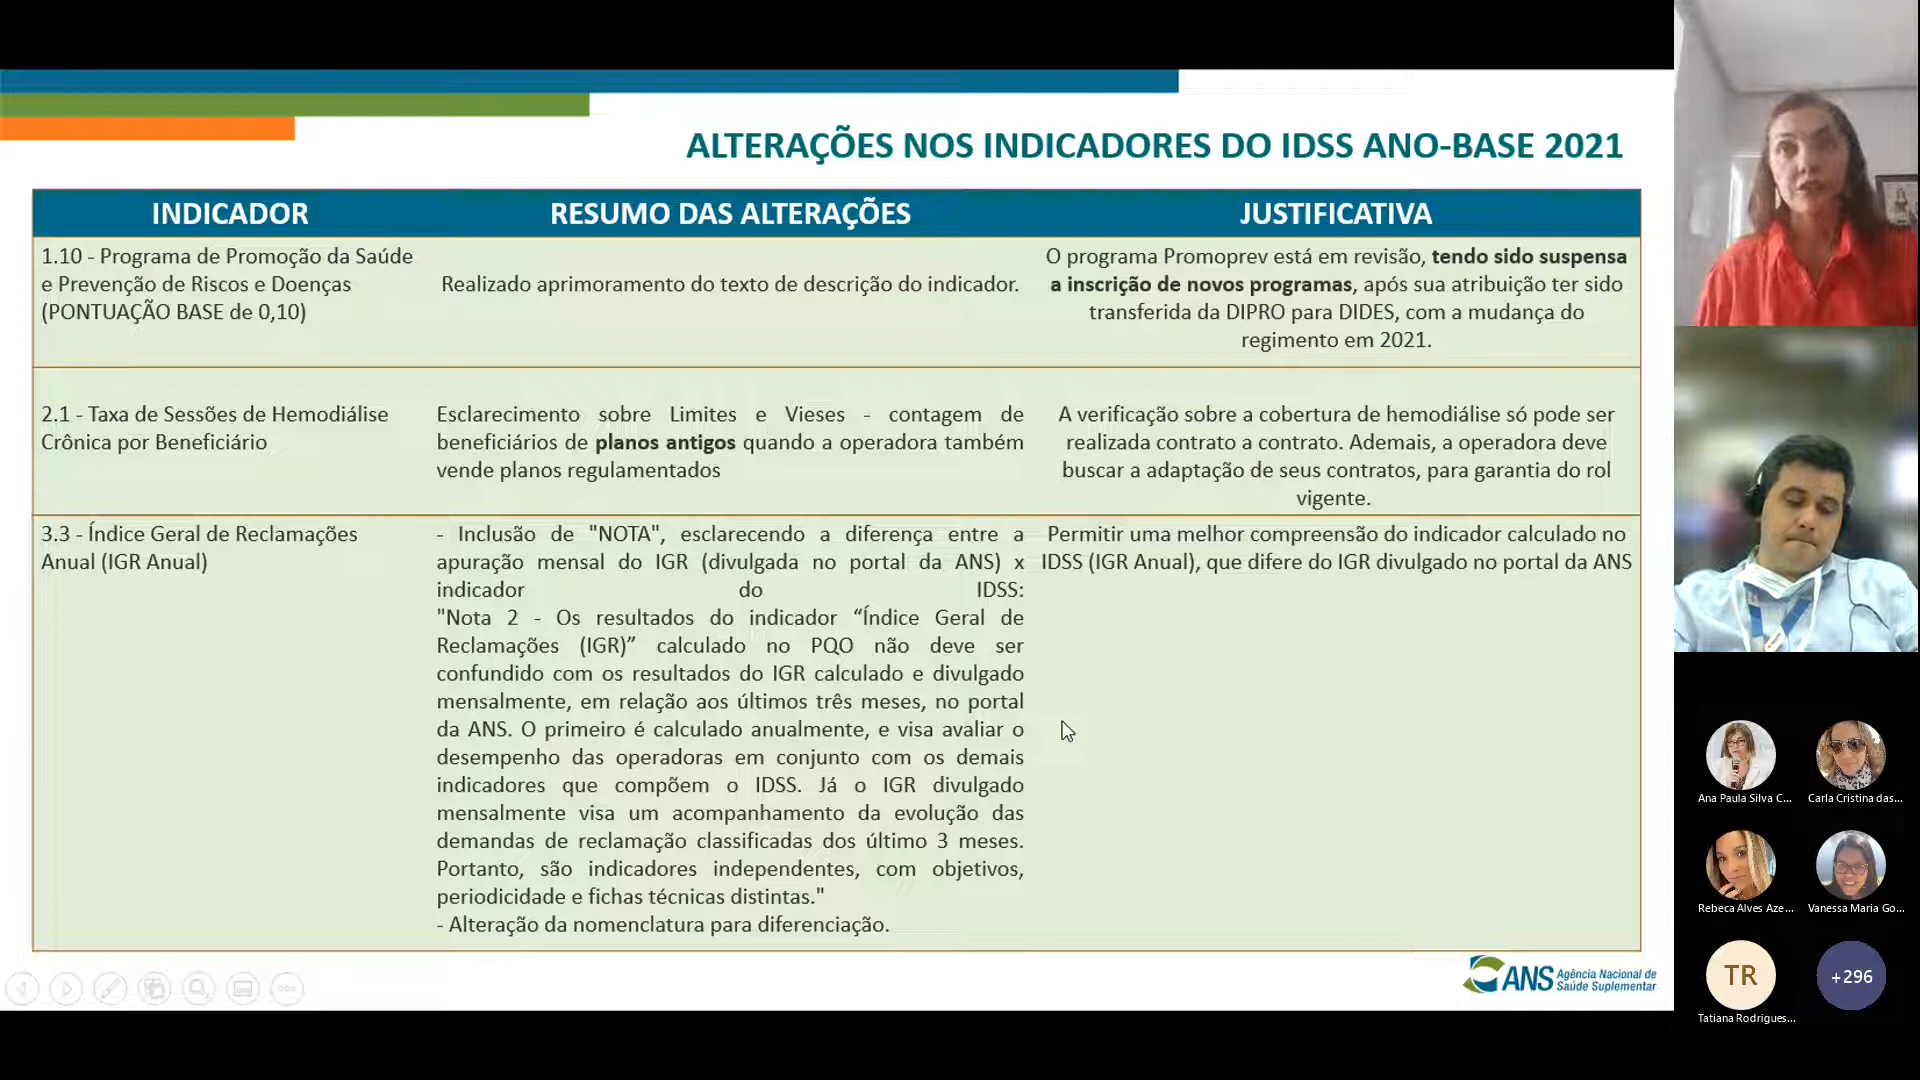 ALTERAÇÕES NOS INDICADORES DO IDSS ANO-BASE 2021
INDICADOR
RESUMO DAS ALTERAÇÕES
JUSTIFICATIVA
1.10 - Programa de Promoção da Saúde
e Prevenção de Riscos e Doenças
(PONTUAÇÃO BASE de 0,10)
Realizado aprimoramento do texto de descrição do indicador.
O programa Promoprev está em revisão, tendo sido suspensa
a inscrição de novos programas, após sua atribuição ter sido
transferida da DIPRO para DIDES, com a mudança do
regimento em 2021.
2.1 - Taxa de Sessões de Hemodiálise
Crônica por Beneficiário
Esclarecimento sobre Limites e Vieses - contagem de
beneficiários de planos antigos quando a operadora também
vende planos regulamentados
A verificação sobre a cobertura de hemodiálise só pode ser
realizada contrato a contrato. Ademais, a operadora deve
buscar a adaptação de seus contratos, para garantia do rol
vigente.
3.3 - Índice Geral de Reclamações
Anual (IGR Anual)
- Inclusão de "NOTA", esclarecendo a diferença entre a
apuração mensal do IGR (divulgada no portal da ANS) x
indicador do IDSS:
"Nota 2 - Os resultados do indicador “Índice Geral de
Reclamações (IGR)” calculado no PQO não deve ser
confundido com os resultados do IGR calculado e divulgado
mensalmente, em relação aos últimos três meses, no portal
da ANS. O primeiro é calculado anualmente, e visa avaliar o
desempenho das operadoras em conjunto com os demais
indicadores que compõem o IDSS. Já o IGR divulgado
mensalmente visa um acompanhamento da evolução das
demandas de reclamação classificadas dos último 3 meses.
Portanto, são indicadores independentes, com objetivos,
periodicidade e fichas técnicas distintas."
- Alteração da nomenclatura para diferenciação.
Permitir uma melhor compreensão do indicador calculado no
IDSS (IGR Anual), que difere do IGR divulgado no portal da ANS
ANS Agência Nacional de
Saúde Suplementar
Ana Paula Silva C...
Carla Cristina das...
Rebeca Alves Aze...
Vanessa Maria Go...
TR
+296
Tatiana Rodrigues...